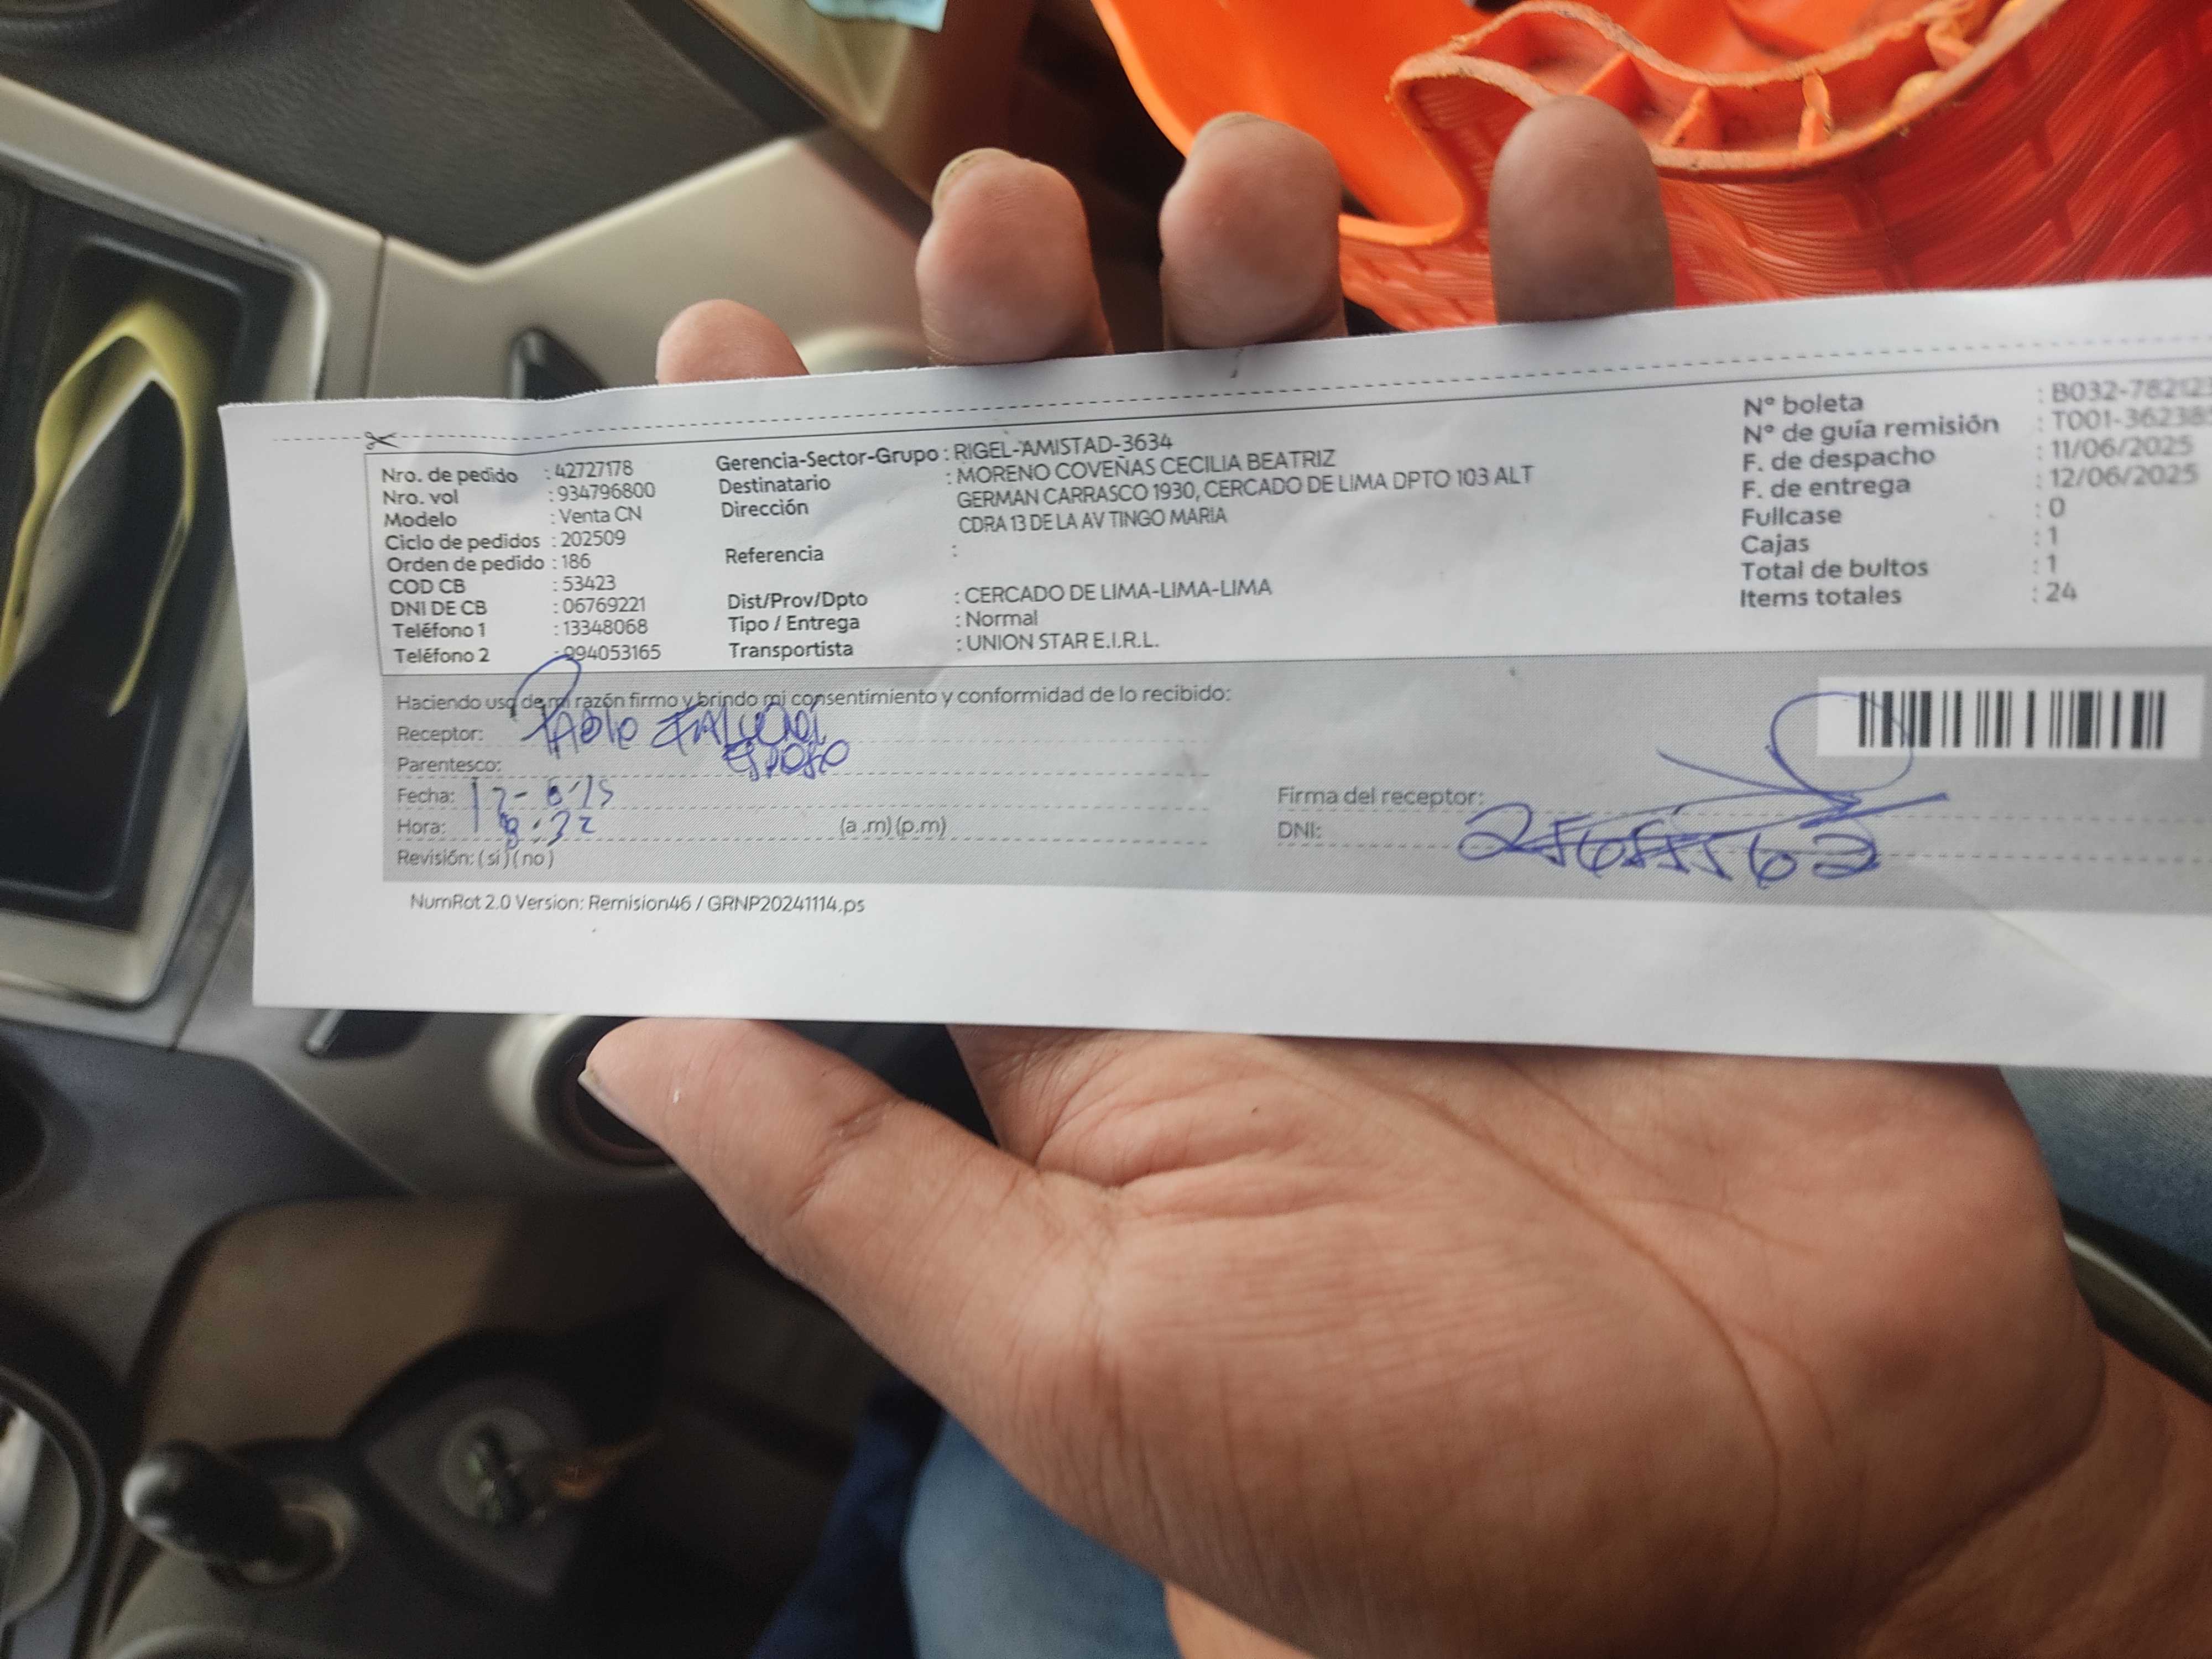 Nro. de pedido : 42727178
Nro. vol : 934796800
Modelo : Venta CN
Ciclo de pedidos : 202509
Orden de pedido : 186
COD CB : 53423
DNI DE CB : 06769221
Teléfono 1 : 13348068
Teléfono 2 : 994053165
Gerencia-Sector-Grupo : RIGEL-AMISTAD-3634
Destinatario : MORENO COVEÑAS CECILIA BEATRIZ
Dirección GERMAN CARRASCO 1930, CERCADO DE LIMA DPTO 103 ALT
CDRA 13 DE LA AV TINGO MARIA
Referencia :
Dist/Prov/Dpto : CERCADO DE LIMA-LIMA-LIMA
Tipo / Entrega : Normal
Transportista : UNION STAR E.I.R.L.
Nº boleta : B032-78212
Nº de guía remisión : T001-36238
F. de despacho : 11/06/2025
F. de entrega : 12/06/2025
Fullcase : 0
Cajas : 1
Total de bultos : 1
Items totales : 24
Haciendo uso de mi razón firmo y brindo mi consentimiento y conformidad de lo recibido:
Receptor: Pablo
Parentesco: Esposo
Fecha:
Hora: 8:32 (a .m) (p.m)
Revisión: ( si ) ( no )
Firma del receptor:
DNI:
NumRot 2.0 Version: Remision46 / GRNP20241114.ps